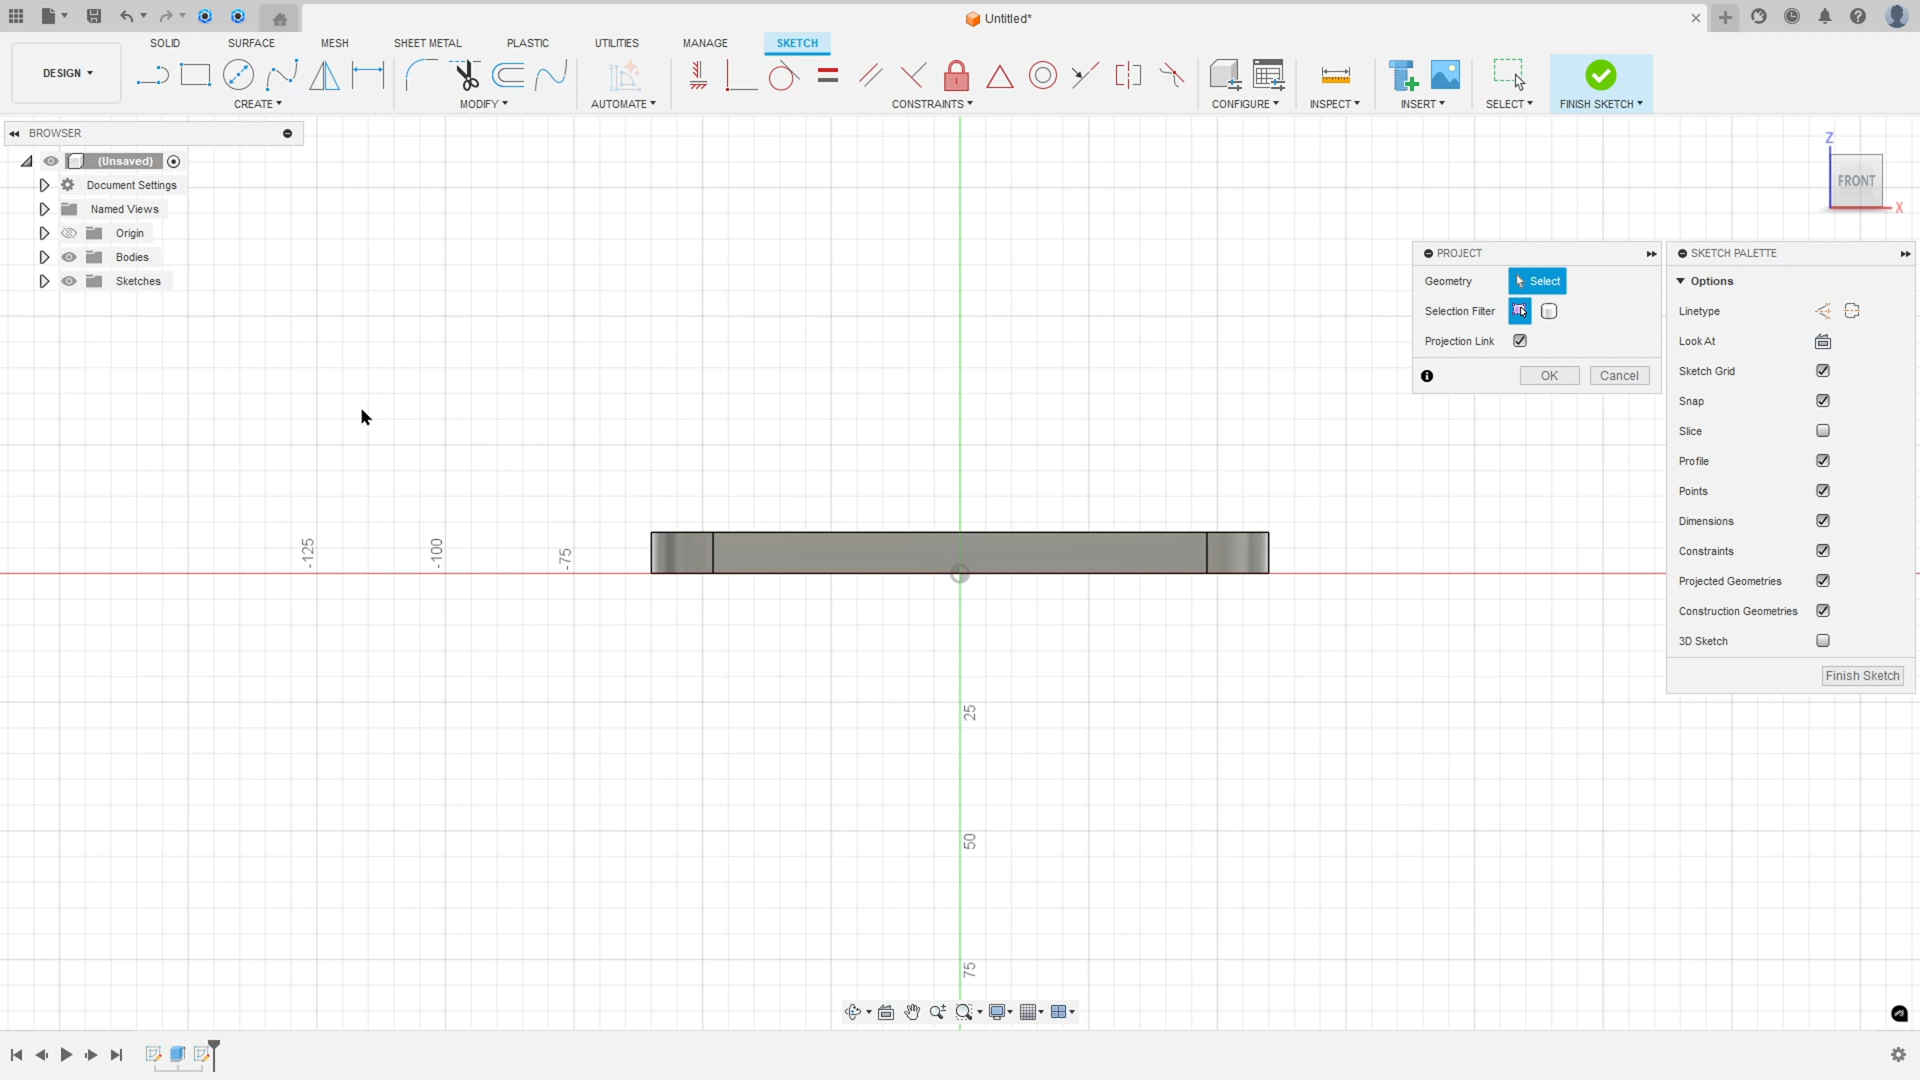 Untitled*
SOLID SURFACE MESH SHEET METAL PLASTIC UTILITIES MANAGE SKETCH
DESIGN
CREATE MODIFY AUTOMATE CONSTRAINTS CONFIGURE INSPECT INSERT SELECT FINISH SKETCH
BROWSER
(Unsaved)
Document Settings
Named Views
Origin
Bodies
Sketches
Z
FRONT
X
PROJECT
Geometry Select
Selection Filter
Projection Link
OK Cancel
SKETCH PALETTE
Options
Linetype
Look At
Sketch Grid
Snap
Slice
Profile
Points
Dimensions
Constraints
Projected Geometries
Construction Geometries
3D Sketch
Finish Sketch
-125 -100 -75
25
50
75